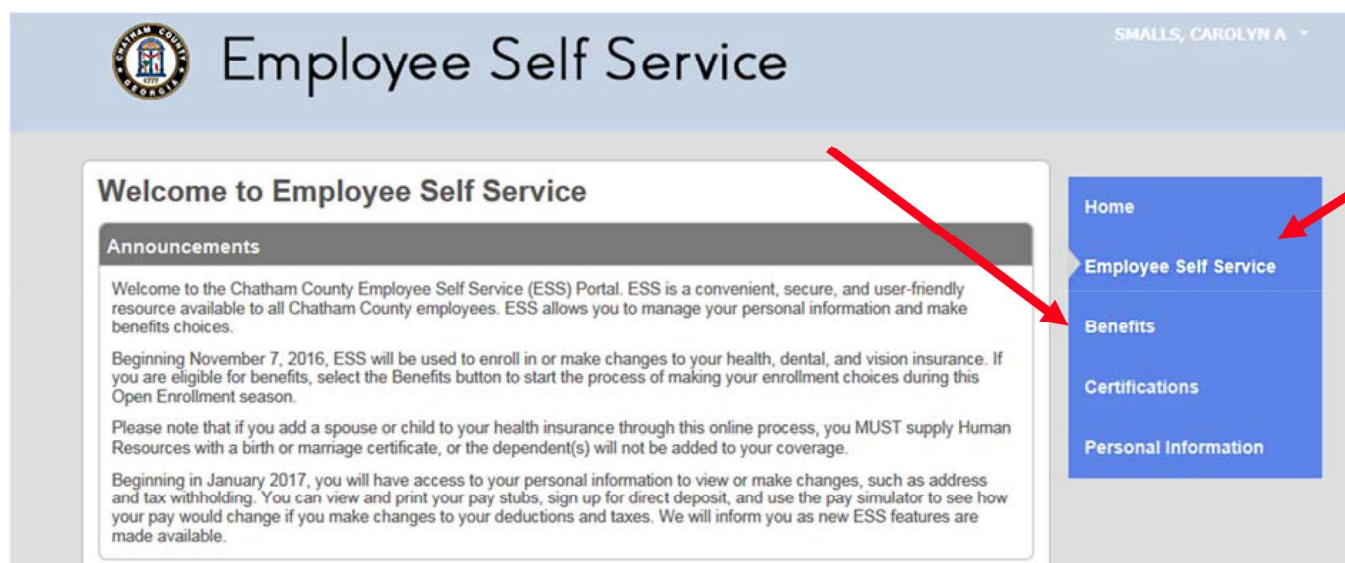 CHATHAM COUNTY
1777
GEORGIA
Employee Self Service
SMALLS, CAROLYN A
Welcome to Employee Self Service
Announcements
Welcome to the Chatham County Employee Self Service (ESS) Portal. ESS is a convenient, secure, and user-friendly
resource available to all Chatham County employees. ESS allows you to manage your personal information and make
benefits choices.
Beginning November 7, 2016, ESS will be used to enroll in or make changes to your health, dental, and vision insurance. If
you are eligible for benefits, select the Benefits button to start the process of making your enrollment choices during this
Open Enrollment season.
Please note that if you add a spouse or child to your health insurance through this online process, you MUST supply Human
Resources with a birth or marriage certificate, or the dependent(s) will not be added to your coverage.
Beginning in January 2017, you will have access to your personal information to view or make changes, such as address
and tax withholding. You can view and print your pay stubs, sign up for direct deposit, and use the pay simulator to see how
your pay would change if you make changes to your deductions and taxes. We will inform you as new ESS features are
made available.
Home
Employee Self Service
Benefits
Certifications
Personal Information